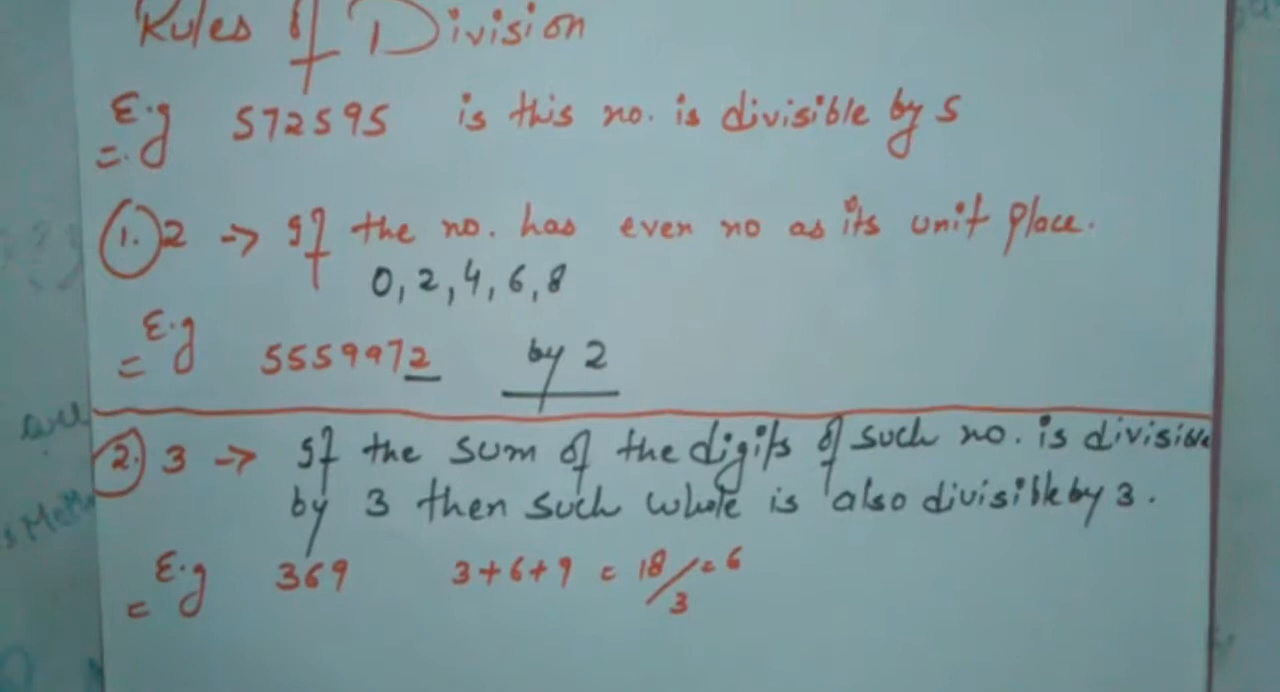 Rules of Division
E.g 572595 is this no. is divisible by 5
1. 2 → If the no. has even no as its unit place.
0, 2, 4, 6, 8
E.g 5559972 by 2
2. 3 → If the sum of the digits of such no. is divisible
by 3 then such whole is also divisible by 3.
E.g 369 3+6+9 = 18/3 = 6